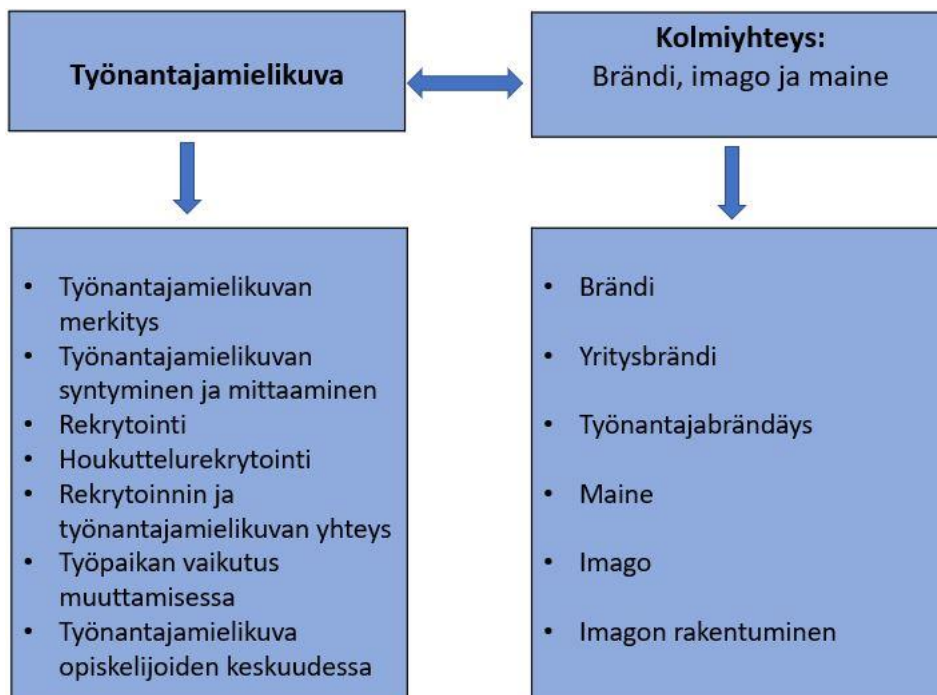 Työnantajamielikuva
Kolmiyhteys:
Brändi, imago ja maine
• Työnantajamielikuvan
merkitys
• Työnantajamielikuvan
syntyminen ja mittaaminen
• Rekrytointi
• Houkuttelurekrytointi
• Rekrytoinnin ja
työnantajamielikuvan yhteys
• Työpaikan vaikutus
muuttamisessa
• Työnantajamielikuva
opiskelijoiden keskuudessa
• Brändi
• Yritysbrändi
• Työnantajabrändäys
• Maine
• Imago
• Imagon rakentuminen